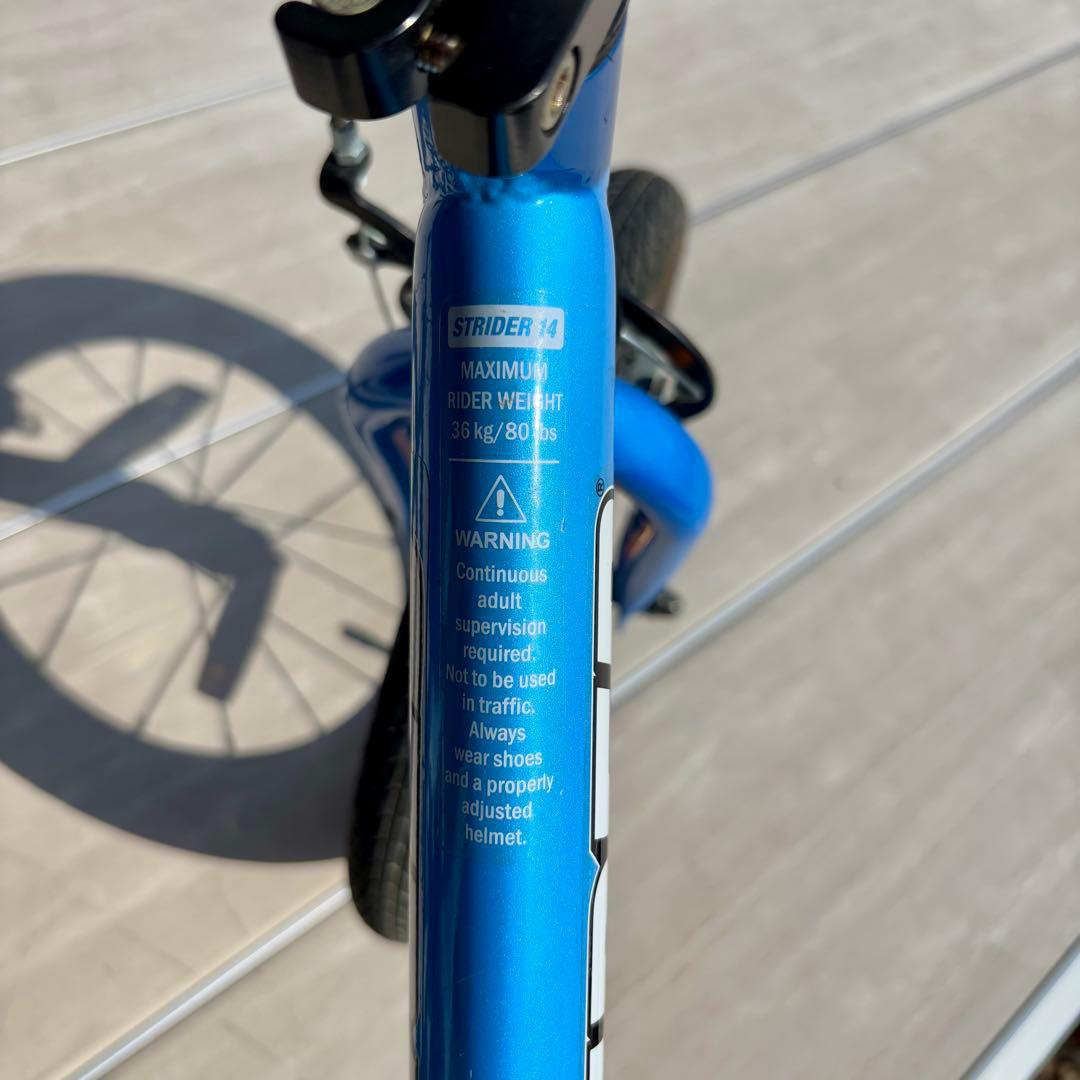 STRIDER 14
MAXIMUM
RIDER WEIGHT
36 kg/80 lbs
!
WARNING
Continuous
adult
supervision
required.
Not to be used
in traffic.
Always
wear shoes
and a properly
adjusted
helmet.
®